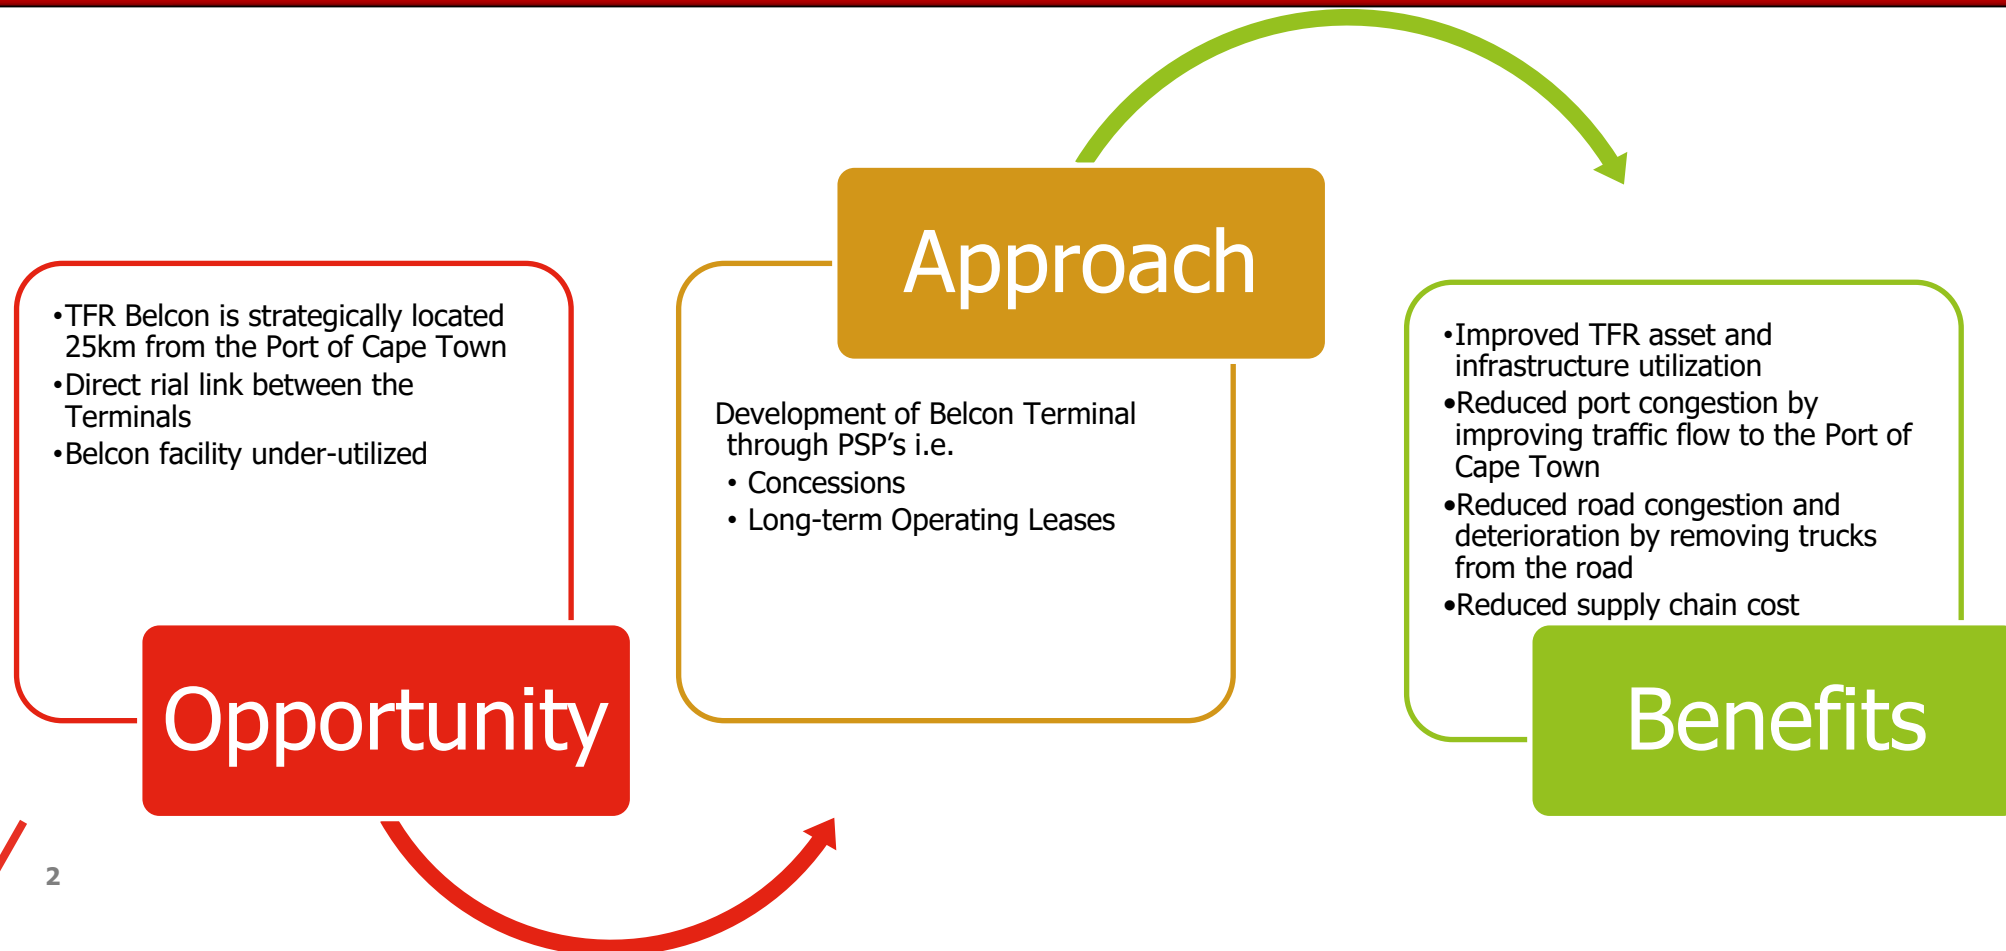 •TFR Belcon is strategically located
25km from the Port of Cape Town
•Direct rial link between the
Terminals
•Belcon facility under-utilized
Opportunity
Approach
Development of Belcon Terminal
through PSP’s i.e.
• Concessions
• Long-term Operating Leases
•Improved TFR asset and
infrastructure utilization
•Reduced port congestion by
improving traffic flow to the Port of
Cape Town
•Reduced road congestion and
deterioration by removing trucks
from the road
•Reduced supply chain cost
Benefits
2